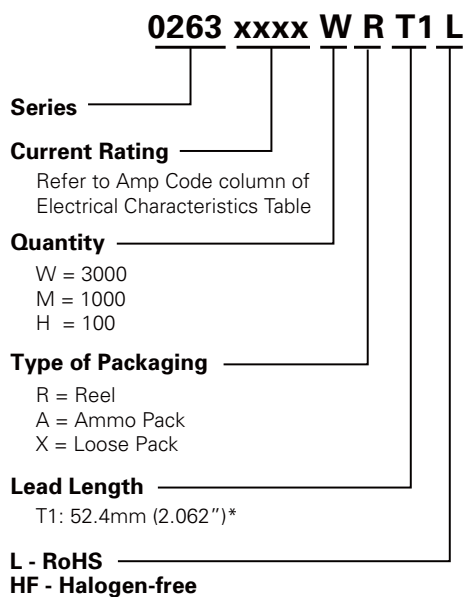 0263 xxxx W R T1 L
Series
Current Rating
Refer to Amp Code column of
Electrical Characteristics Table
Quantity
W = 3000
M = 1000
H = 100
Type of Packaging
R = Reel
A = Ammo Pack
X = Loose Pack
Lead Length
T1: 52.4mm (2.062″)*
L - RoHS
HF - Halogen-free